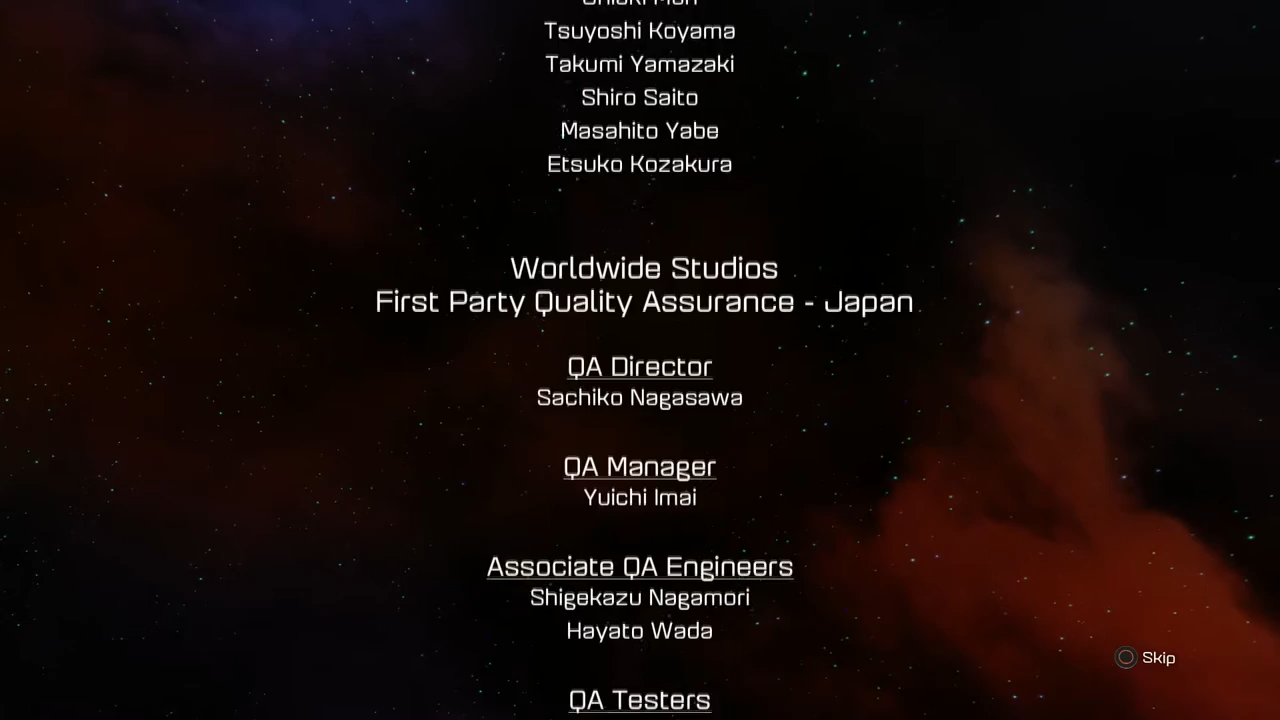 Tsuyoshi Koyama
Takumi Yamazaki
Shiro Saito
Masahito Yabe
Etsuko Kozakura
Worldwide Studios
First Party Quality Assurance - Japan
QA Director
Sachiko Nagasawa
QA Manager
Yuichi Imai
Associate QA Engineers
Shigekazu Nagamori
Hayato Wada
Skip
QA Testers